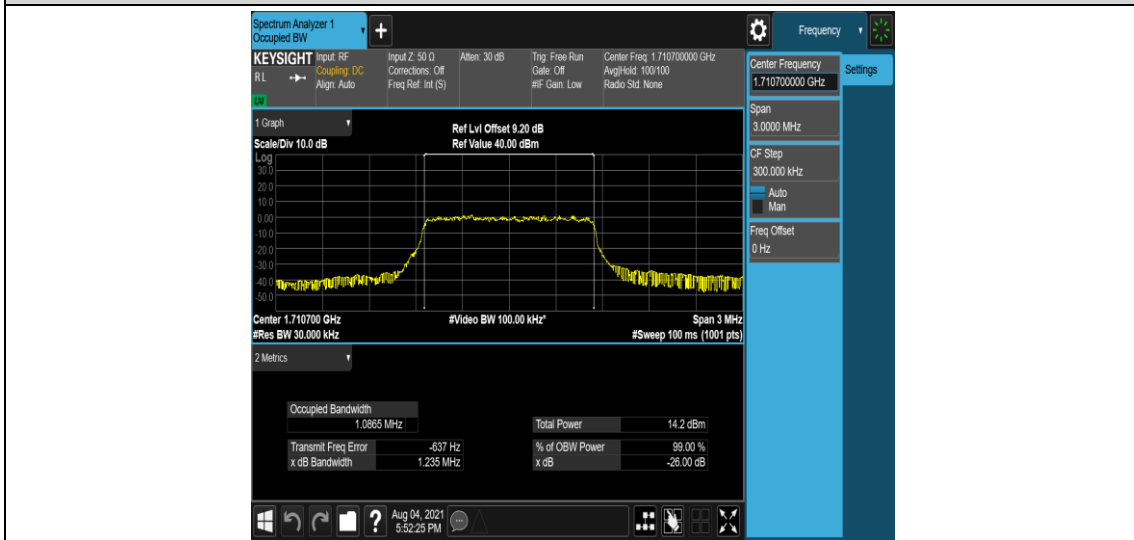 Spectrum Analyzer 1
Occupied BW
Frequency
KEYSIGHT
RL
LXI
Input: RF
Coupling: DC
Align: Auto
Input Z: 50 Ω
Corrections: Off
Freq Ref: Int (S)
Atten: 30 dB
Trig: Free Run
Gate: Off
#IF Gain: Low
Center Freq: 1.710700000 GHz
Avg|Hold: 100/100
Radio Std: None
Center Frequency
1.710700000 GHz
Settings
Span
3.0000 MHz
CF Step
300.000 kHz
Auto
Man
Freq Offset
0 Hz
1 Graph
Ref Lvl Offset 9.20 dB
Scale/Div 10.0 dB
Ref Value 40.00 dBm
Log
30.0
20.0
10.0
0.00
-10.0
-20.0
-30.0
-40.0
-50.0
Center 1.710700 GHz
#Video BW 100.00 kHz*
Span 3 MHz
#Res BW 30.000 kHz
#Sweep 100 ms (1001 pts)
2 Metrics
Occupied Bandwidth
1.0865 MHz
Total Power 14.2 dBm
Transmit Freq Error -637 Hz
% of OBW Power 99.00 %
x dB Bandwidth 1.235 MHz
x dB -26.00 dB
?
Aug 04, 2021
5:52:25 PM